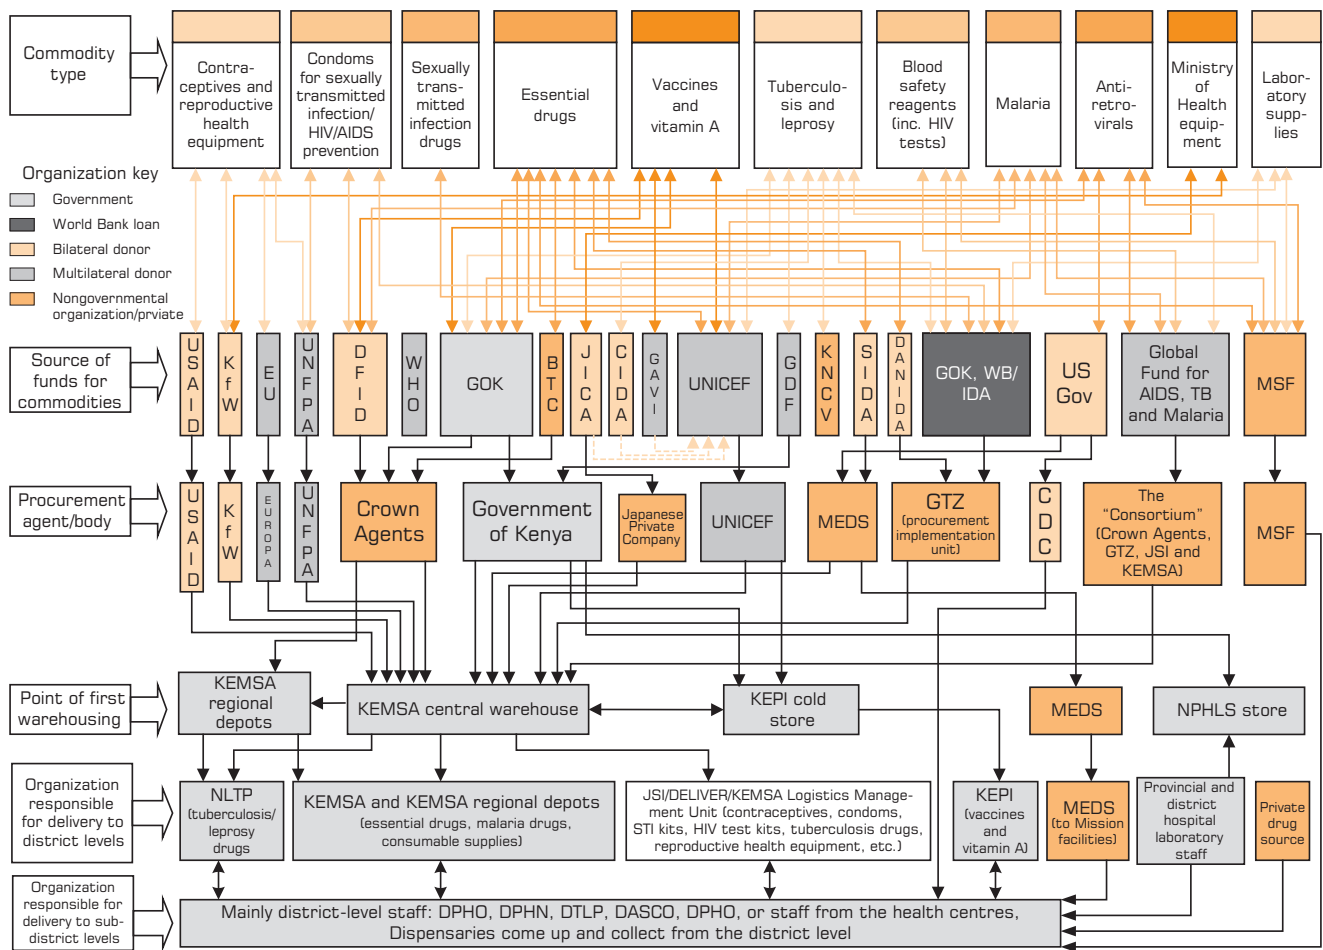 Commodity
type
Contra-
ceptives and
reproductive
health
equipment
Condoms
for sexually
transmitted
infection/
HIV/AIDS
prevention
Sexually
trans-
mitted
infection
drugs
Essential
drugs
Vaccines
and
vitamin A
Tuberculo-
sis and
leprosy
Blood
safety
reagents
(inc. HIV
tests)
Malaria
Anti-
retro-
virals
Ministry
of Health
equip-
ment
Labor-
atory
supp-
lies
Organization key
Government
World Bank loan
Bilateral donor
Multilateral donor
Nongovernmental
organization/prviate
Source of
funds for
commodities
USAID
KfW
EU
UNFPA
DFID
WHO
GOK
BTC
JICA
CIDA
GAVI
UNICEF
GDF
KNCV
SIDA
DANIDA
GOK, WB/
IDA
US
Gov
Global
Fund for
AIDS, TB
and Malaria
MSF
Procurement
agent/body
USAID
KfW
EUROPA
UNFPA
Crown
Agents
Government
of Kenya
Japanese
Private
Company
UNICEF
MEDS
GTZ
(procurement
implementation
unit)
CDC
The
"Consortium"
(Crown Agents,
GTZ, JSI and
KEMSA)
MSF
Point of first
warehousing
KEMSA
regional
depots
KEMSA central warehouse
KEPI cold
store
MEDS
NPHLS store
Organization
responsible
for delivery to
district levels
NLTP
(tuberculosis/
leprosy
drugs
KEMSA and KEMSA regional depots
(essential drugs, malaria drugs,
consumable supplies)
JSI/DELIVER/KEMSA Logistics Manage-
ment Unit (contraceptives, condoms,
STI kits, HIV test kits, tuberculosis drugs,
reproductive health equipment, etc.)
KEPI
(vaccines
and
vitamin A)
MEDS
(to Mission
facilities)
Provincial and
district
hospital
laboratory
staff
Private
drug
source
Organization
responsible for
delivery to sub-
district levels
Mainly district-level staff: DPHO, DPHN, DTLP, DASCO, DPHO, or staff from the health centres,
Dispensaries come up and collect from the district level